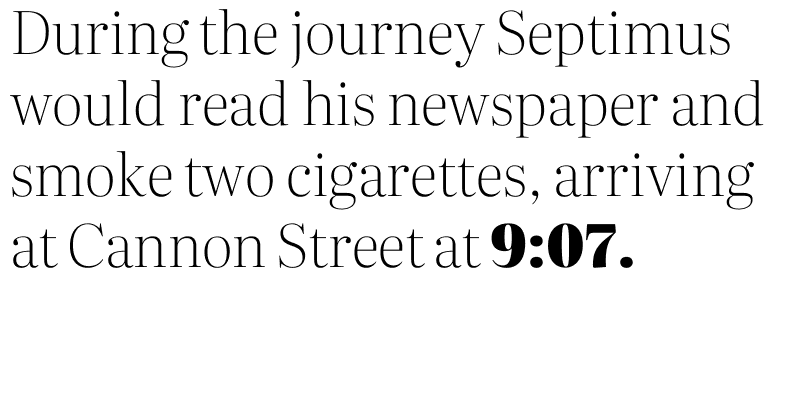 During the journey Septimus
would read his newspaper and
smoke two cigarettes, arriving
at Cannon Street at 9:07.